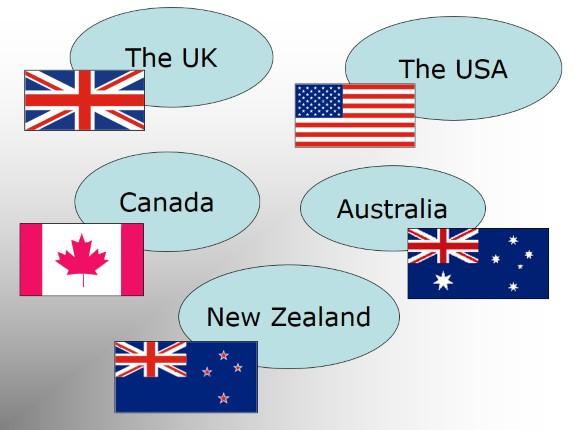 The UK
The USA
Canada
Australia
New Zealand